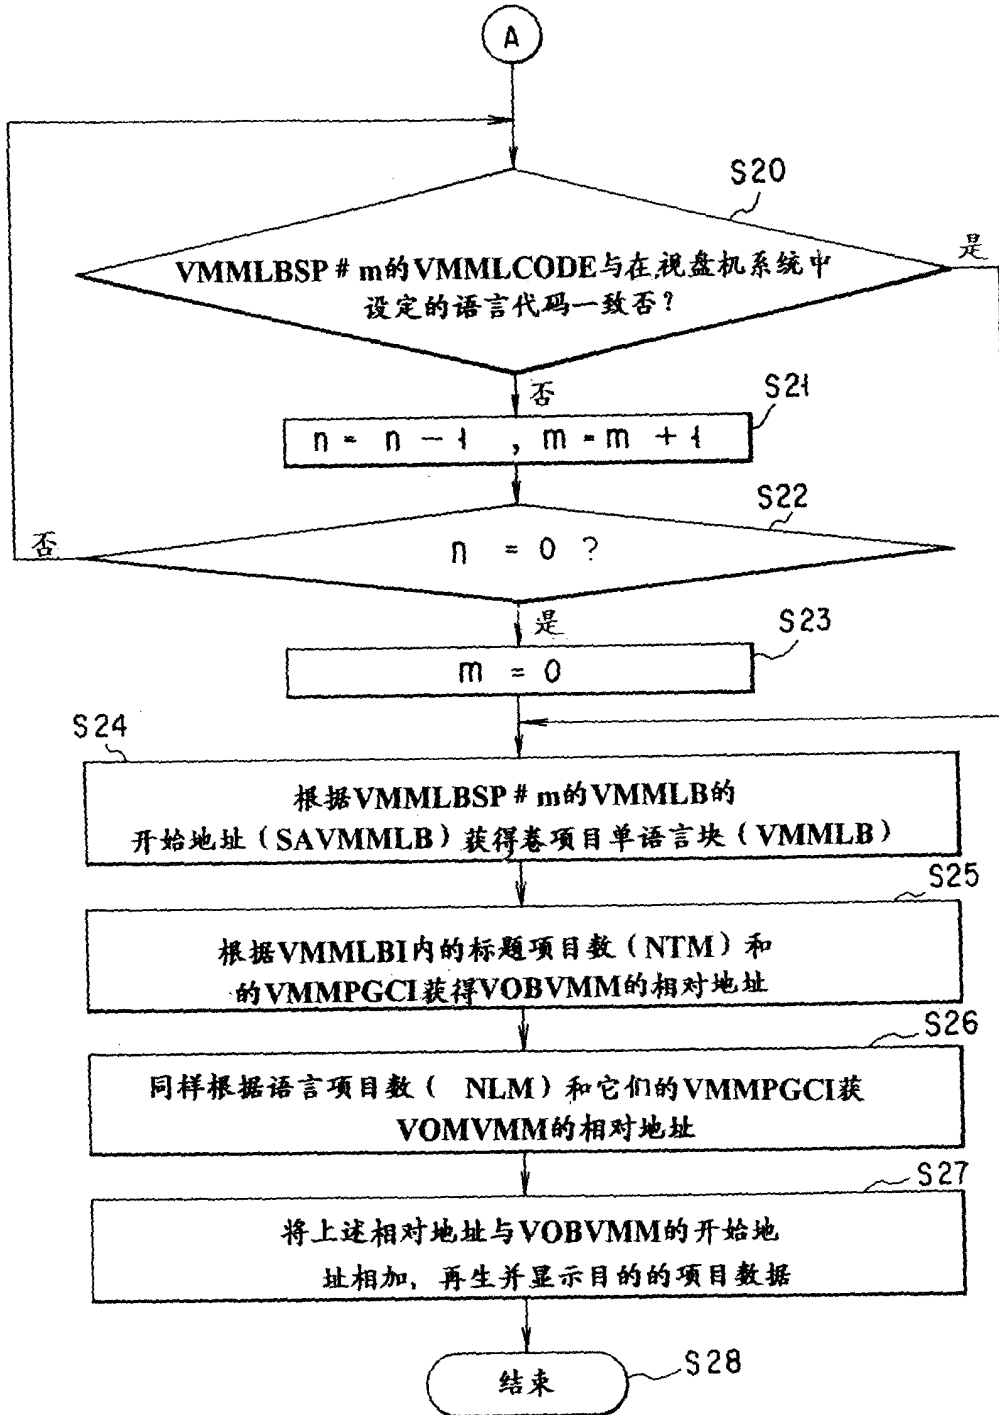 A
S20
是
VMMLBSP # m的VMMLCODE与在视盘机系统中
设定的语言代码一致否？
否
S21
n = n - 1 , m = m + 1
S22
否
n = 0 ?
是
S23
m = 0
S24
根据VMMLBSP # m的VMMLB的
开始地址（SAVMMLB）获得卷项目单语言块（VMMLB）
S25
根据VMMLBI内的标题项目数（NTM）和
的VMMPGCI获得VOBVMM的相对地址
S26
同样根据语言项目数（ NLM）和它们的VMMPGCI获
VOMVMM的相对地址
S27
将上述相对地址与VOBVMM的开始地
址相加，再生并显示目的的项目数据
结束
S28